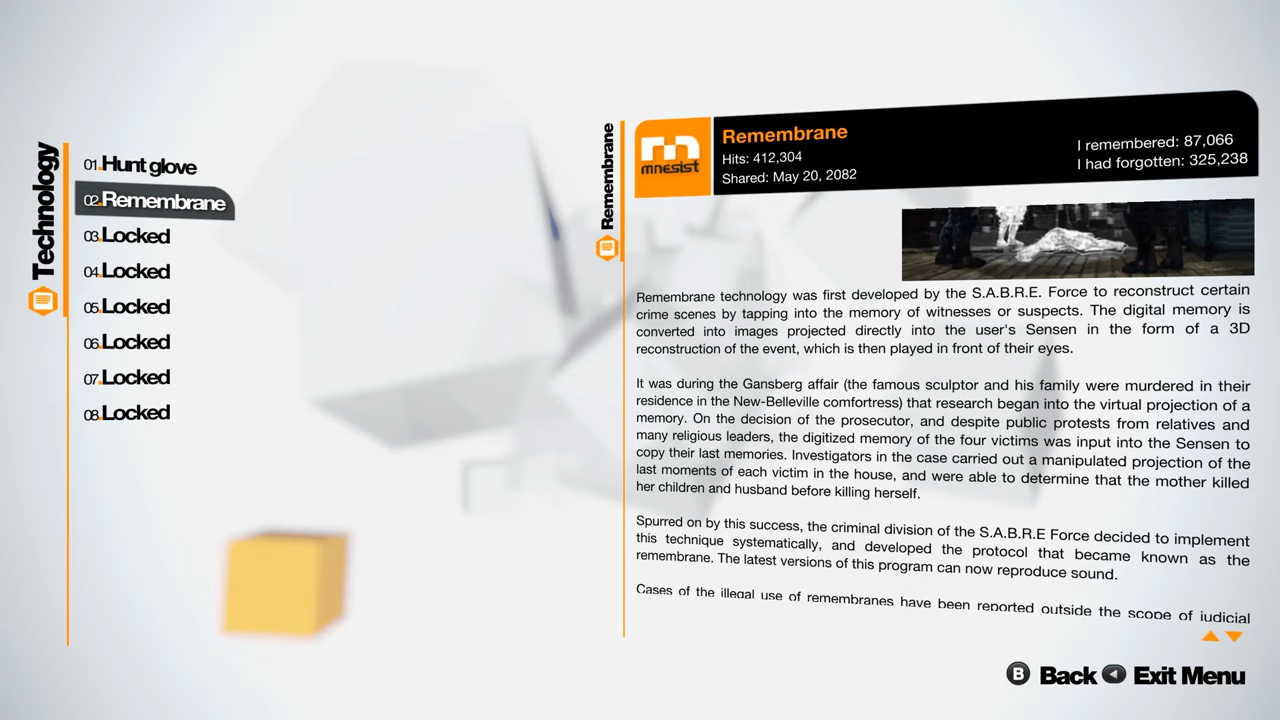 Technology
01.Hunt glove
02.Remembrane
03.Locked
04.Locked
05.Locked
06.Locked
07.Locked
08.Locked
Remembrane
mnesist
Remembrane
Hits: 412,304
Shared: May 20, 2082
I remembered: 87,066
I had forgotten: 325,238
Remembrane technology was first developed by the S.A.B.R.E. Force to reconstruct certain
crime scenes by tapping into the memory of witnesses or suspects. The digital memory is
converted into images projected directly into the user's Sensen in the form of a 3D
reconstruction of the event, which is then played in front of their eyes.
It was during the Gansberg affair (the famous sculptor and his family were murdered in their
residence in the New-Belleville comfortress) that research began into the virtual projection of a
memory. On the decision of the prosecutor, and despite public protests from relatives and
many religious leaders, the digitized memory of the four victims was input into the Sensen to
copy their last memories. Investigators in the case carried out a manipulated projection of the
last moments of each victim in the house, and were able to determine that the mother killed
her children and husband before killing herself.
Spurred on by this success, the criminal division of the S.A.B.R.E Force decided to implement
this technique systematically, and developed the protocol that became known as the
remembrane. The latest versions of this program can now reproduce sound.
Cases of the illegal use of remembranes have been reported outside the scope of judicial
B Back Exit Menu